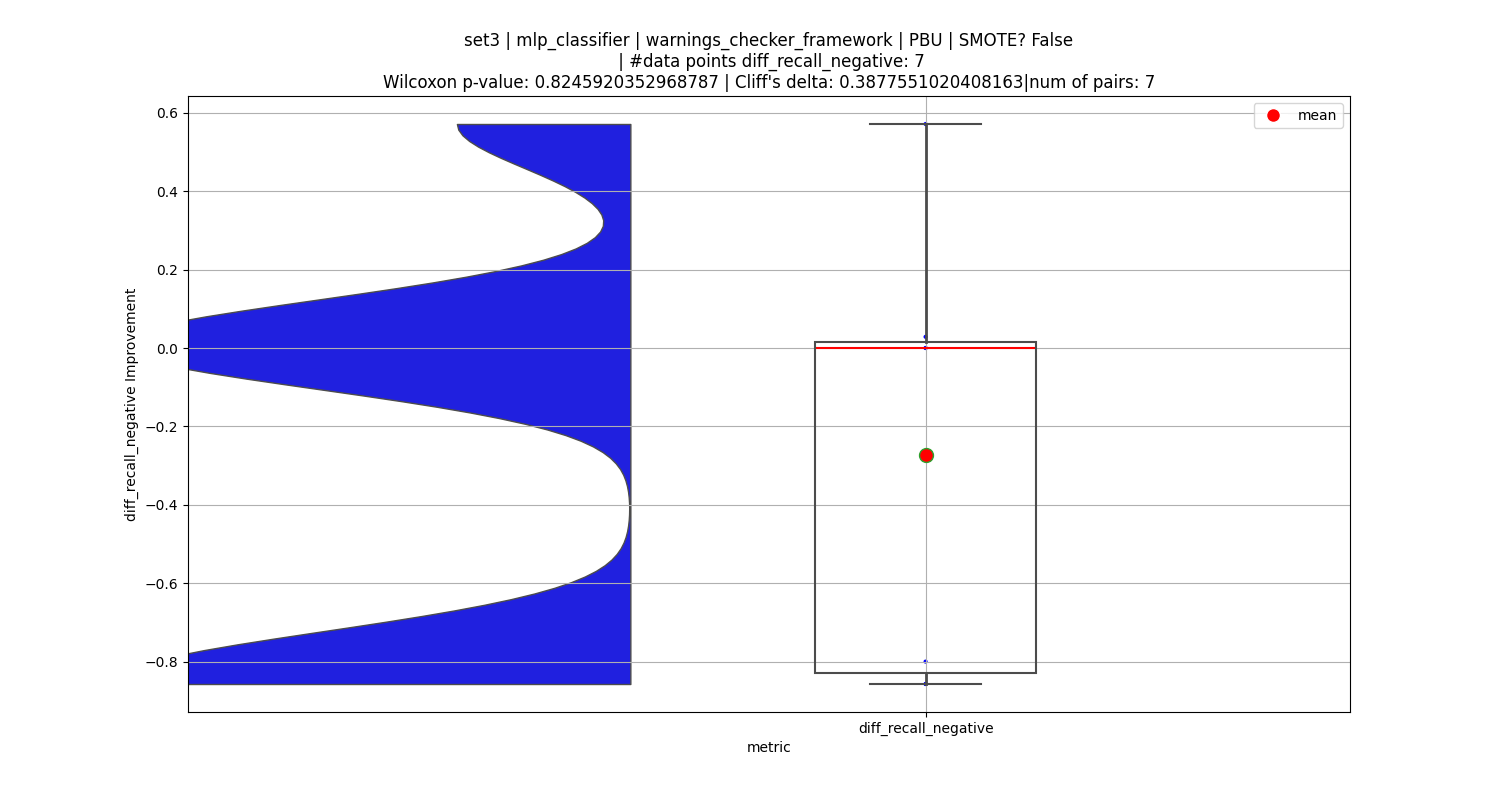 set3 | mlp_classifier | warnings_checker_framework | PBU | SMOTE? False
| #data points diff_recall_negative: 7
Wilcoxon p-value: 0.8245920352968787 | Cliff's delta: 0.3877551020408163|num of pairs: 7
mean
0.6
0.4
0.2
0.0
−0.2
−0.4
−0.6
−0.8
diff_recall_negative Improvement
diff_recall_negative
metric